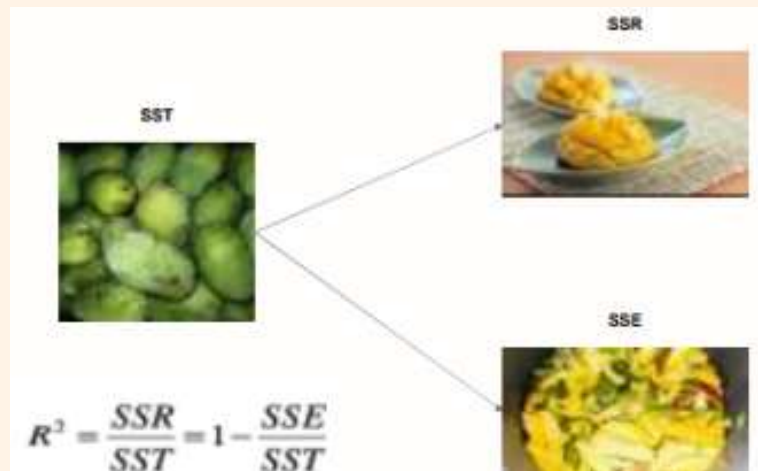 SSR
SST
SSE
R² = SSR/SST = 1 − SSE/SST